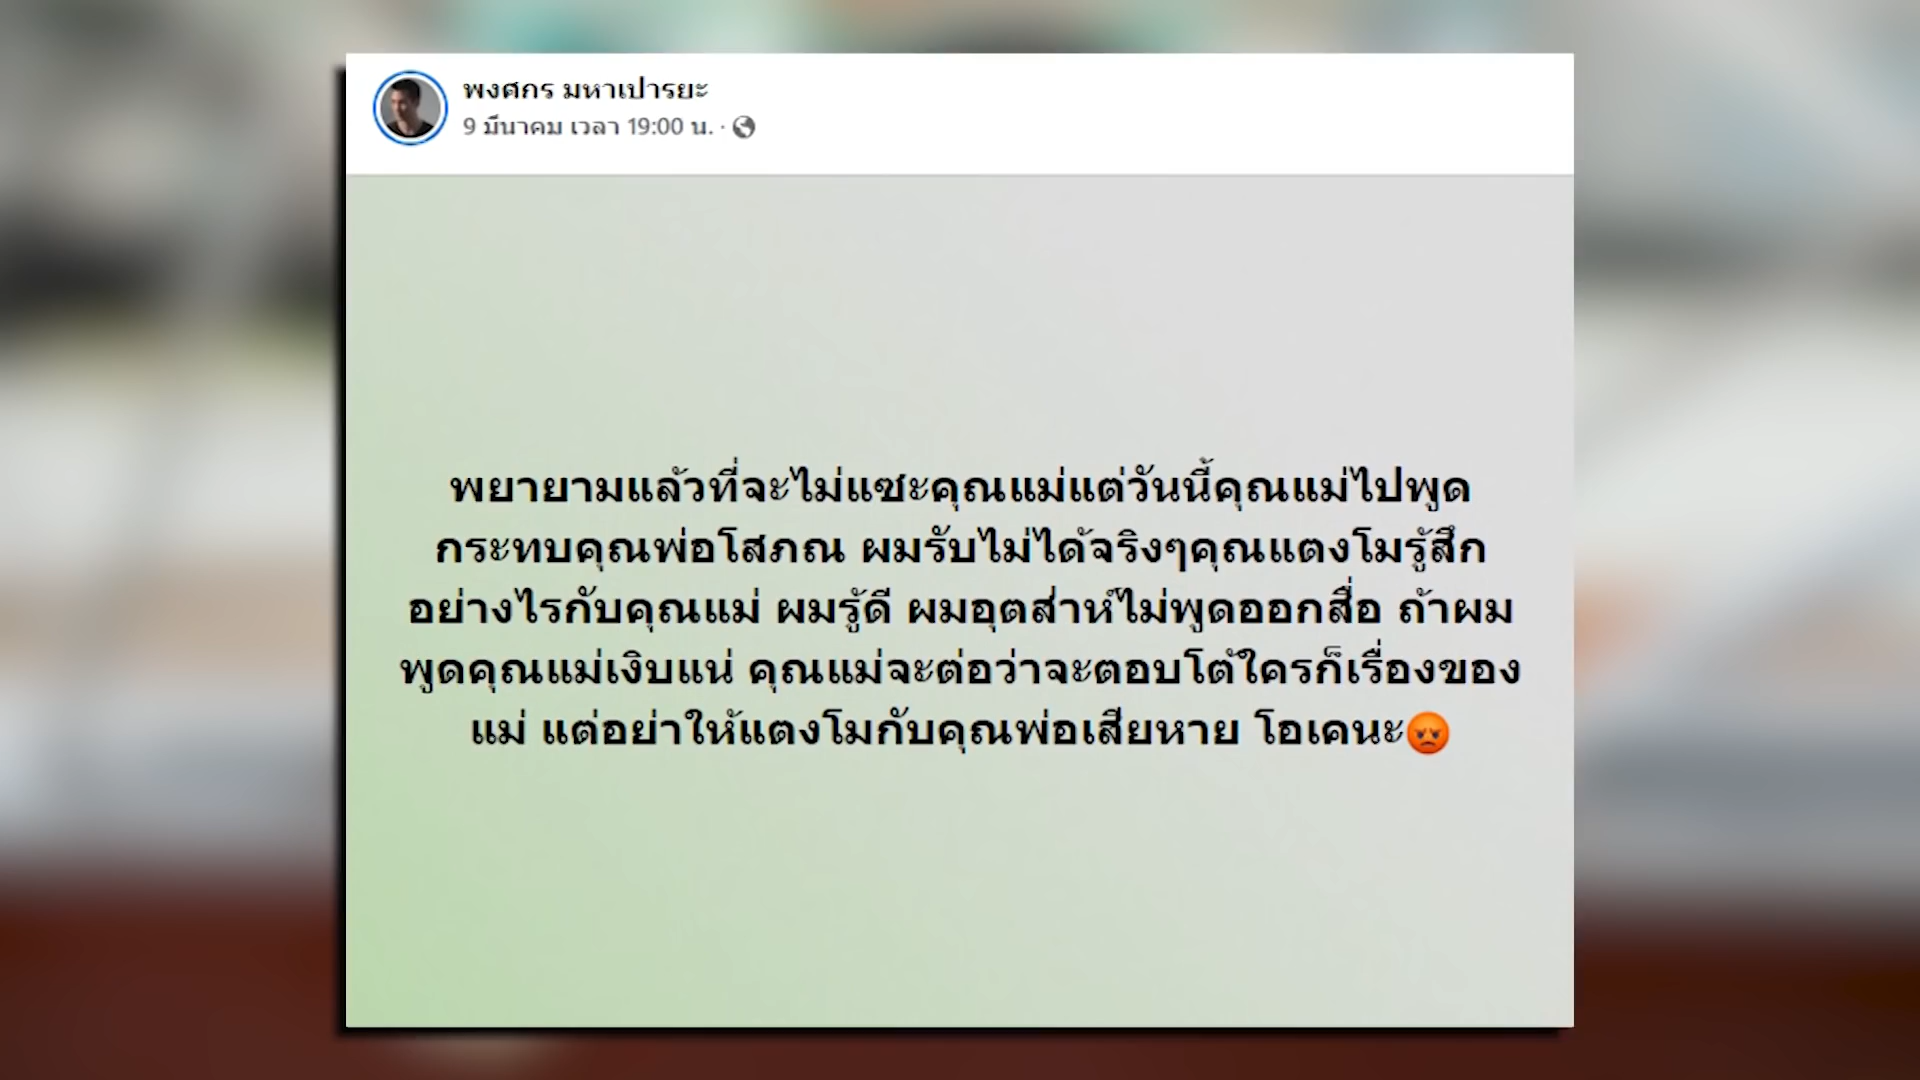 พงศกร มหาเปารยะ
9 มีนาคม เวลา 19:00 น. ·
พยายามแล้วที่จะไม่แซะคุณแม่แต่วันนี้คุณแม่ไปพูด
กระทบคุณพ่อโสภณ ผมรับไม่ได้จริงๆคุณแตงโมรู้สึก
อย่างไรกับคุณแม่ ผมรู้ดี ผมอุตส่าห์ไม่พูดออกสื่อ ถ้าผม
พูดคุณแม่เงิบแน่ คุณแม่จะต่อว่าจะตอบโต้ใครก็เรื่องของ
แม่ แต่อย่าให้แตงโมกับคุณพ่อเสียหาย โอเคนะ😡